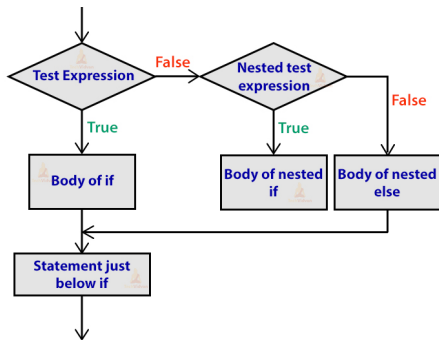 Test Expression
False
Nested test
expression
False
True
True
Body of if
Body of nested
if
Body of nested
else
Statement just
below if